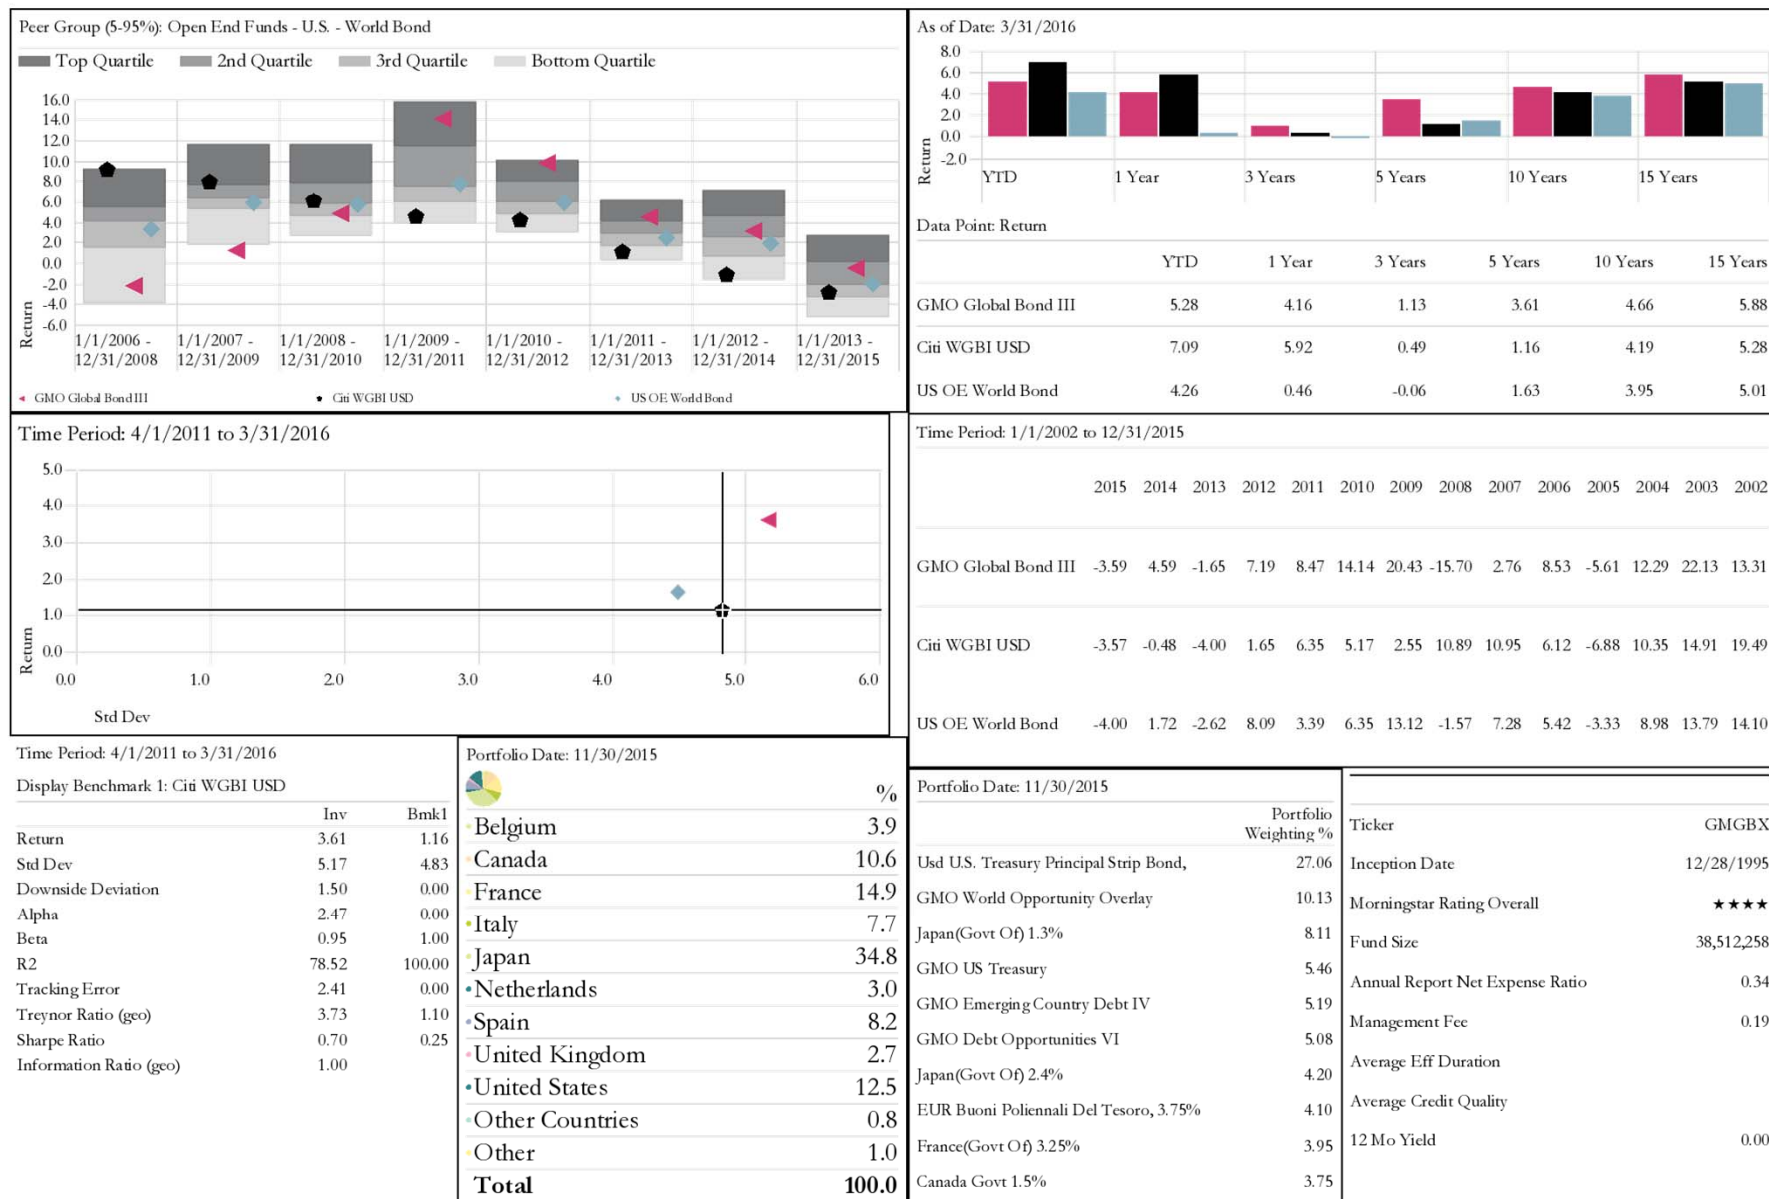 Peer Group (5-95%): Open End Funds - U.S. - World Bond
Top Quartile 2nd Quartile 3rd Quartile Bottom Quartile
16.0
14.0
12.0
10.0
8.0
6.0
4.0
2.0
0.0
-2.0
-4.0
-6.0
Return
1/1/2006 - 1/1/2007 - 1/1/2008 - 1/1/2009 - 1/1/2010 - 1/1/2011 - 1/1/2012 - 1/1/2013 -
12/31/2008 12/31/2009 12/31/2010 12/31/2011 12/31/2012 12/31/2013 12/31/2014 12/31/2015
GMO Global Bond III Citi WGBI USD US OE World Bond
As of Date: 3/31/2016
8.0
6.0
4.0
2.0
0.0
-2.0
Return
YTD 1 Year 3 Years 5 Years 10 Years 15 Years
Data Point: Return
YTD 1 Year 3 Years 5 Years 10 Years 15 Years
GMO Global Bond III 5.28 4.16 1.13 3.61 4.66 5.88
Citi WGBI USD 7.09 5.92 0.49 1.16 4.19 5.28
US OE World Bond 4.26 0.46 -0.06 1.63 3.95 5.01
Time Period: 4/1/2011 to 3/31/2016
5.0
4.0
3.0
2.0
1.0
0.0
Return
0.0 1.0 2.0 3.0 4.0 5.0 6.0
Std Dev
Time Period: 1/1/2002 to 12/31/2015
2015 2014 2013 2012 2011 2010 2009 2008 2007 2006 2005 2004 2003 2002
GMO Global Bond III -3.59 4.59 -1.65 7.19 8.47 14.14 20.43 -15.70 2.76 8.53 -5.61 12.29 22.13 13.31
Citi WGBI USD -3.57 -0.48 -4.00 1.65 6.35 5.17 2.55 10.89 10.95 6.12 -6.88 10.35 14.91 19.49
US OE World Bond -4.00 1.72 -2.62 8.09 3.39 6.35 13.12 -1.57 7.28 5.42 -3.33 8.98 13.79 14.10
Time Period: 4/1/2011 to 3/31/2016
Display Benchmark 1: Citi WGBI USD
Inv Bmk1
Return 3.61 1.16
Std Dev 5.17 4.83
Downside Deviation 1.50 0.00
Alpha 2.47 0.00
Beta 0.95 1.00
R2 78.52 100.00
Tracking Error 2.41 0.00
Treynor Ratio (geo) 3.73 1.10
Sharpe Ratio 0.70 0.25
Information Ratio (geo) 1.00
Portfolio Date: 11/30/2015
%
Belgium 3.9
Canada 10.6
France 14.9
Italy 7.7
Japan 34.8
Netherlands 3.0
Spain 8.2
United Kingdom 2.7
United States 12.5
Other Countries 0.8
Other 1.0
Total 100.0
Portfolio Date: 11/30/2015
Portfolio
Weighting %
Usd U.S. Treasury Principal Strip Bond, 27.06
GMO World Opportunity Overlay 10.13
Japan(Govt Of) 1.3% 8.11
GMO US Treasury 5.46
GMO Emerging Country Debt IV 5.19
GMO Debt Opportunities VI 5.08
Japan(Govt Of) 2.4% 4.20
EUR Buoni Poliennali Del Tesoro, 3.75% 4.10
France(Govt Of) 3.25% 3.95
Canada Govt 1.5% 3.75
Ticker GMGBX
Inception Date 12/28/1995
Morningstar Rating Overall ★★★★
Fund Size 38,512,258
Annual Report Net Expense Ratio 0.34
Management Fee 0.19
Average Eff Duration
Average Credit Quality
12 Mo Yield 0.00